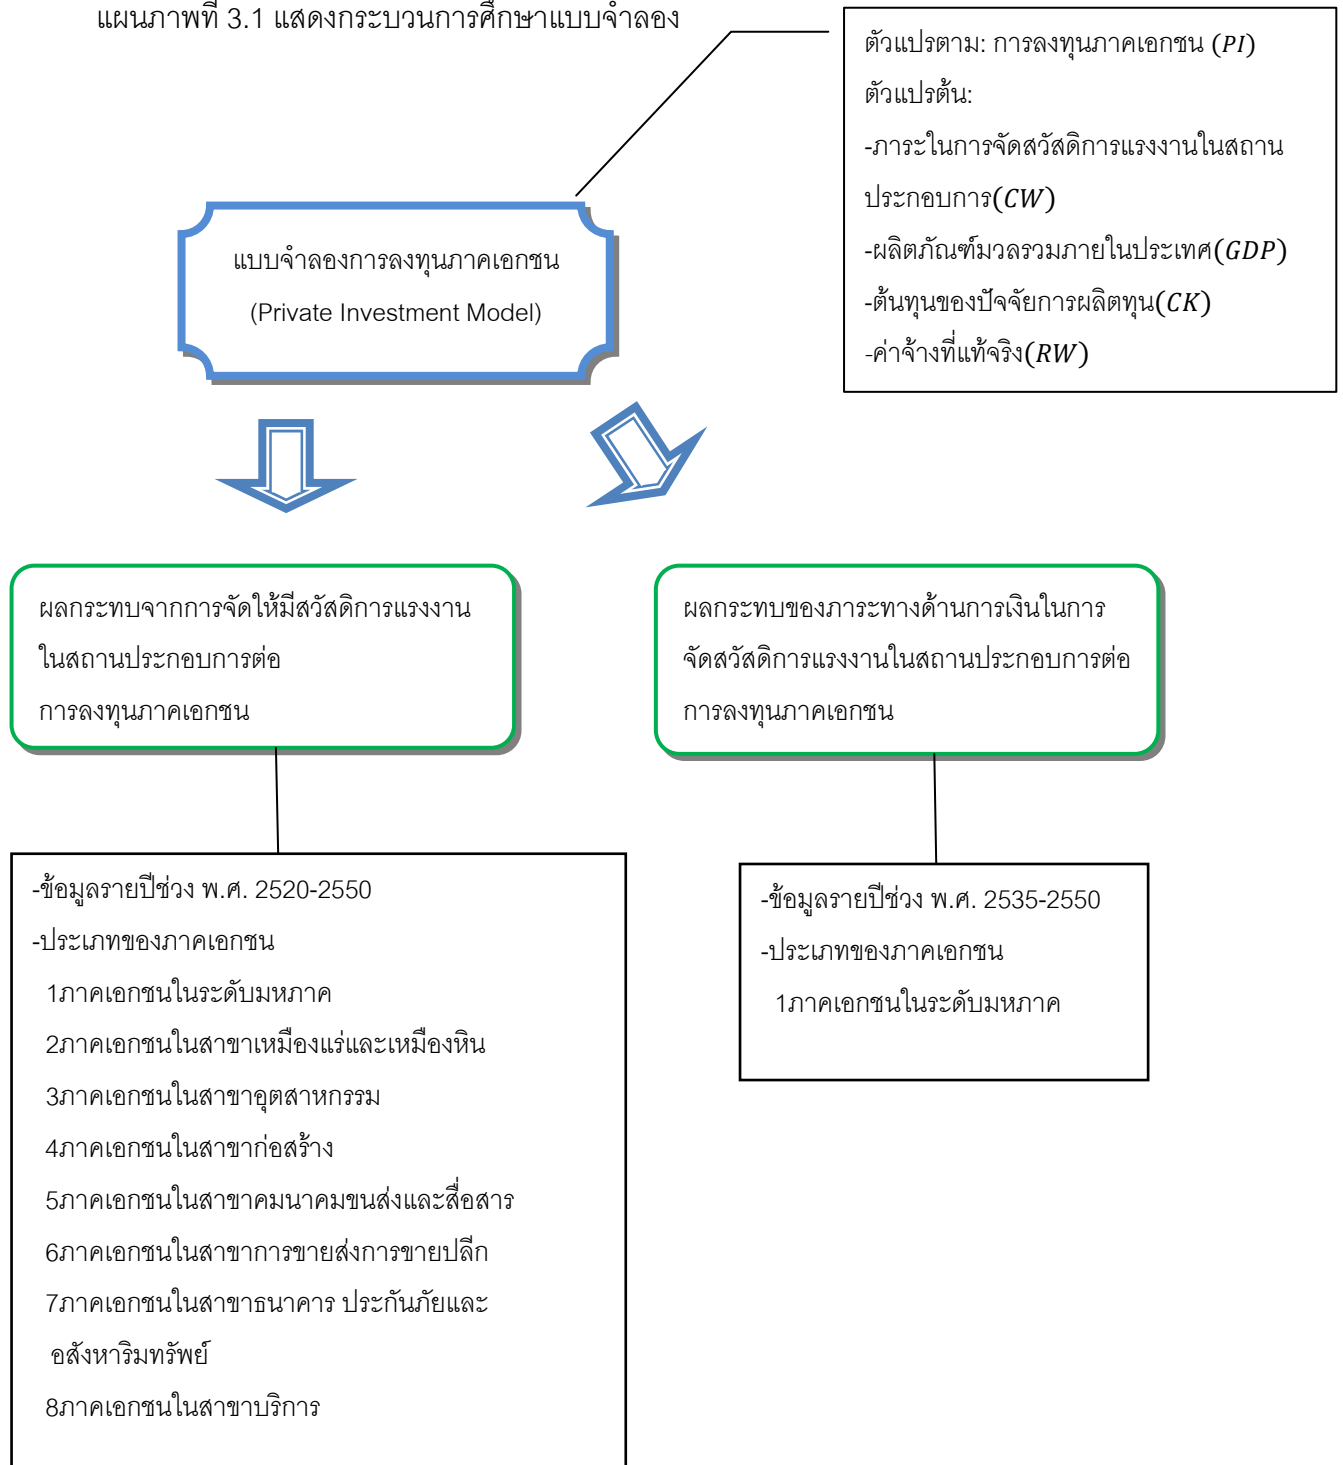 แผนภาพที่ 3.1 แสดงกระบวนการศึกษาแบบจำลอง
ตัวแปรตาม: การลงทุนภาคเอกชน (PI)
ตัวแปรต้น:
-ภาระในการจัดสวัสดิการแรงงานในสถาน
ประกอบการ(CW)
-ผลิตภัณฑ์มวลรวมภายในประเทศ(GDP)
-ต้นทุนของปัจจัยการผลิตทุน(CK)
-ค่าจ้างที่แท้จริง(RW)
แบบจำลองการลงทุนภาคเอกชน
(Private Investment Model)
ผลกระทบจากการจัดให้มีสวัสดิการแรงงาน
ในสถานประกอบการต่อ
การลงทุนภาคเอกชน
ผลกระทบของภาระทางด้านการเงินในการ
จัดสวัสดิการแรงงานในสถานประกอบการต่อ
การลงทุนภาคเอกชน
-ข้อมูลรายปีช่วง พ.ศ. 2520-2550
-ประเภทของภาคเอกชน
1ภาคเอกชนในระดับมหภาค
2ภาคเอกชนในสาขาเหมืองแร่และเหมืองหิน
3ภาคเอกชนในสาขาอุตสาหกรรม
4ภาคเอกชนในสาขาก่อสร้าง
5ภาคเอกชนในสาขาคมนาคมขนส่งและสื่อสาร
6ภาคเอกชนในสาขาการขายส่งการขายปลีก
7ภาคเอกชนในสาขาธนาคาร ประกันภัยและ
อสังหาริมทรัพย์
8ภาคเอกชนในสาขาบริการ
-ข้อมูลรายปีช่วง พ.ศ. 2535-2550
-ประเภทของภาคเอกชน
1ภาคเอกชนในระดับมหภาค